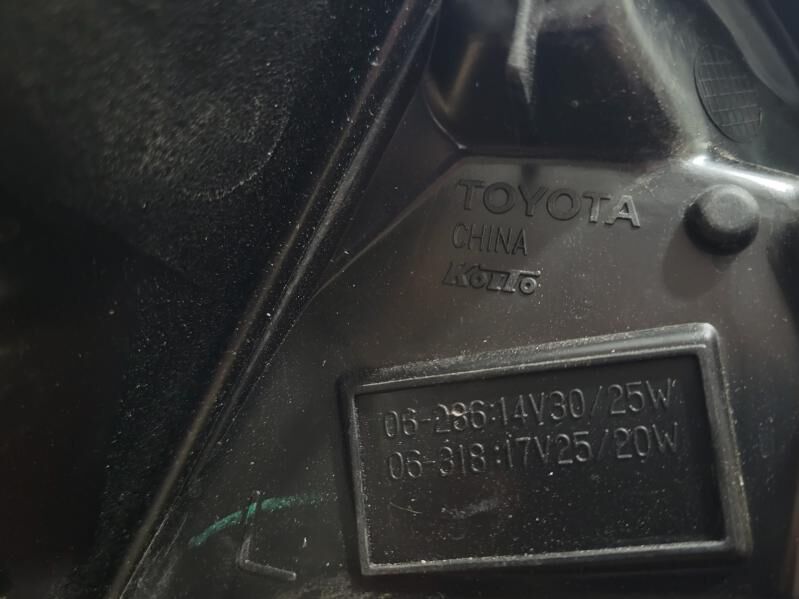 TOYOTA
CHINA
KOITO
06-286:14V30/25W
06-318:17V25/20W
L